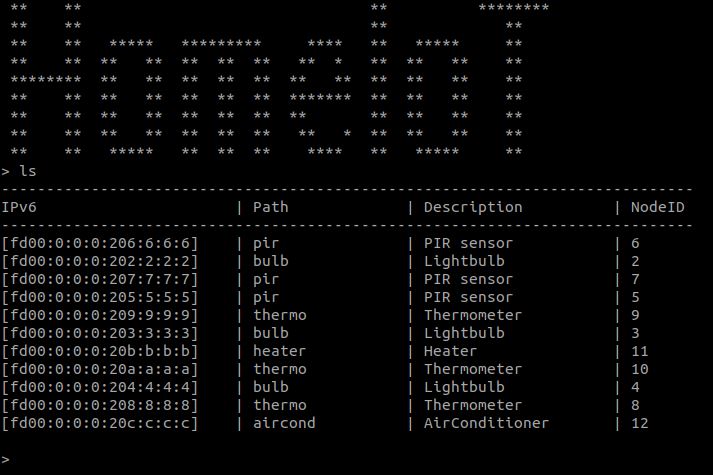 HomeIoT
> ls
-----------------------------------------------------------------------------
IPv6 | Path | Description | NodeID
-----------------------------------------------------------------------------
[fd00:0:0:0:206:6:6:6] | pir | PIR sensor | 6
[fd00:0:0:0:202:2:2:2] | bulb | Lightbulb | 2
[fd00:0:0:0:207:7:7:7] | pir | PIR sensor | 7
[fd00:0:0:0:205:5:5:5] | pir | PIR sensor | 5
[fd00:0:0:0:209:9:9:9] | thermo | Thermometer | 9
[fd00:0:0:0:203:3:3:3] | bulb | Lightbulb | 3
[fd00:0:0:0:20b:b:b:b] | heater | Heater | 11
[fd00:0:0:0:20a:a:a:a] | thermo | Thermometer | 10
[fd00:0:0:0:204:4:4:4] | bulb | Lightbulb | 4
[fd00:0:0:0:208:8:8:8] | thermo | Thermometer | 8
[fd00:0:0:0:20c:c:c:c] | aircond | AirConditioner | 12
>